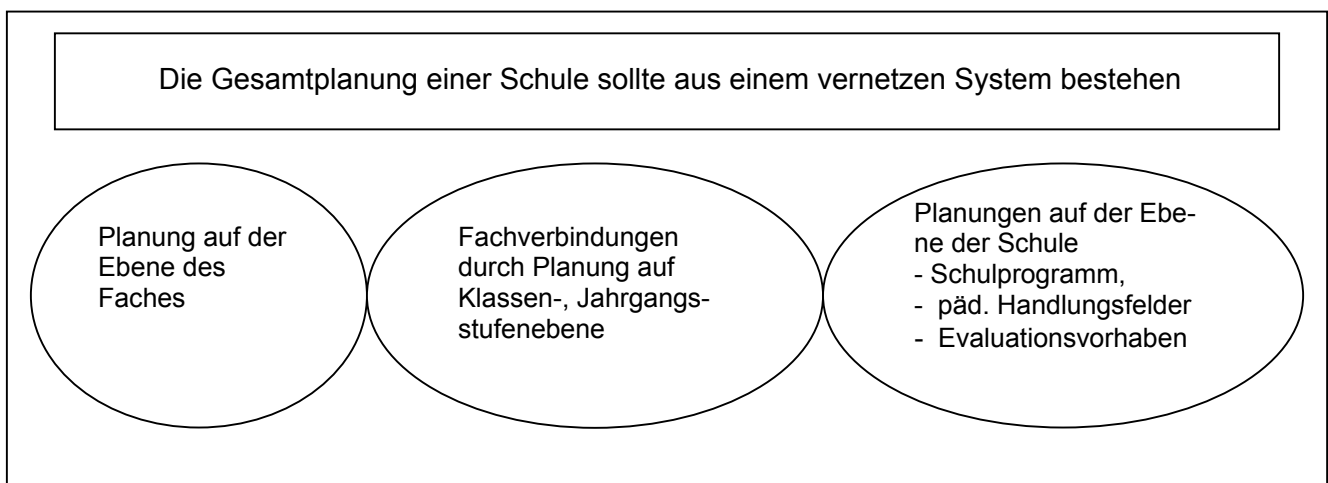 Die Gesamtplanung einer Schule sollte aus einem vernetzen System bestehen
Planung auf der
Ebene des
Faches
Fachverbindungen
durch Planung auf
Klassen-, Jahrgangs-
stufenebene
Planungen auf der Ebe-
ne der Schule
- Schulprogramm,
- päd. Handlungsfelder
- Evaluationsvorhaben